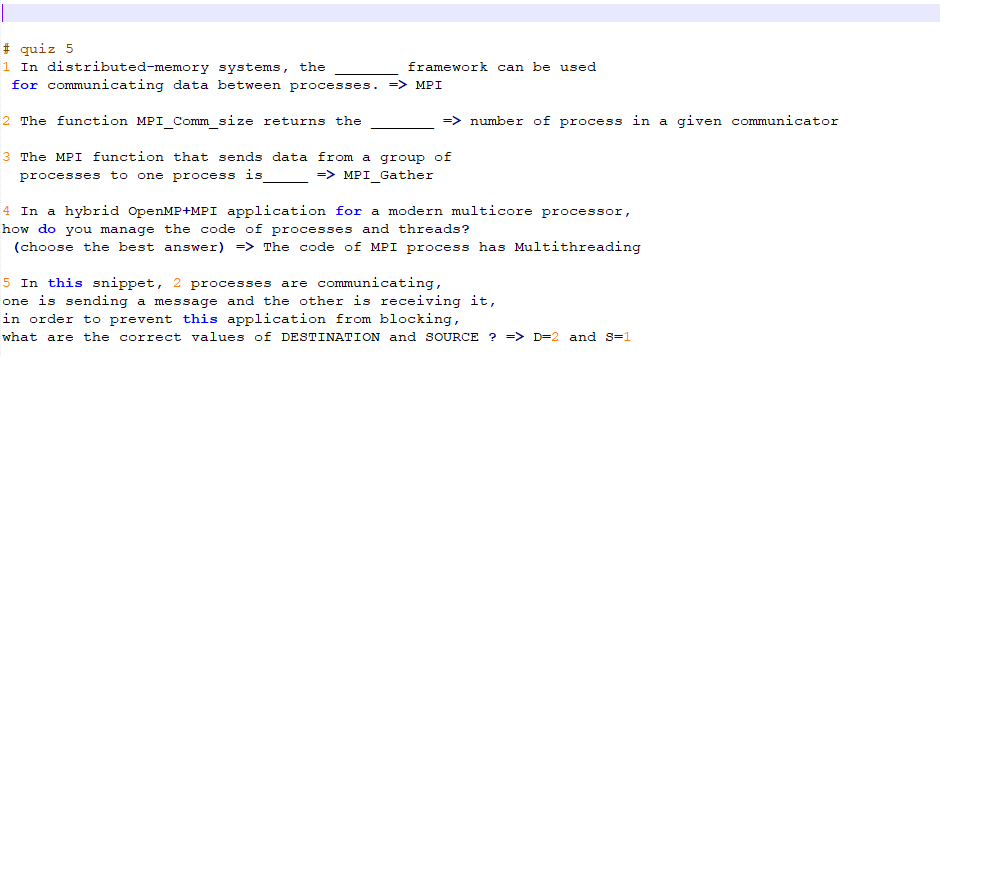 # quiz 5
1 In distributed-memory systems, the _______ framework can be used
for communicating data between processes. => MPI
2 The function MPI_Comm_size returns the _______ => number of process in a given communicator
3 The MPI function that sends data from a group of
processes to one process is_____ => MPI_Gather
4 In a hybrid OpenMP+MPI application for a modern multicore processor,
how do you manage the code of processes and threads?
(choose the best answer) => The code of MPI process has Multithreading
5 In this snippet, 2 processes are communicating,
one is sending a message and the other is receiving it,
in order to prevent this application from blocking,
what are the correct values of DESTINATION and SOURCE ? => D=2 and S=1